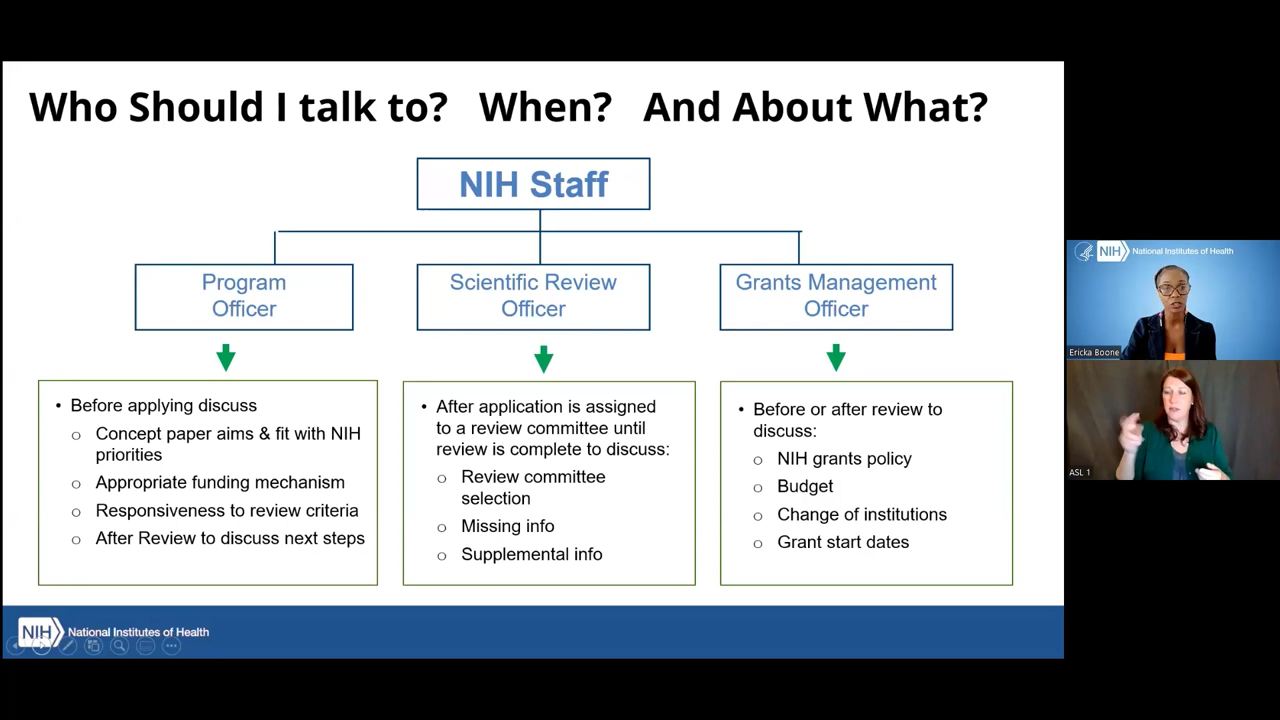 Who Should I talk to? When? And About What?
NIH Staff
Program
Officer
Scientific Review
Officer
Grants Management
Officer
• Before applying discuss
o Concept paper aims & fit with NIH
priorities
o Appropriate funding mechanism
o Responsiveness to review criteria
o After Review to discuss next steps
• After application is assigned
to a review committee until
review is complete to discuss:
o Review committee
selection
o Missing info
o Supplemental info
• Before or after review to
discuss:
o NIH grants policy
o Budget
o Change of institutions
o Grant start dates
NIH National Institutes of Health
NIH National Institutes of Health
Ericka Boone
ASL 1